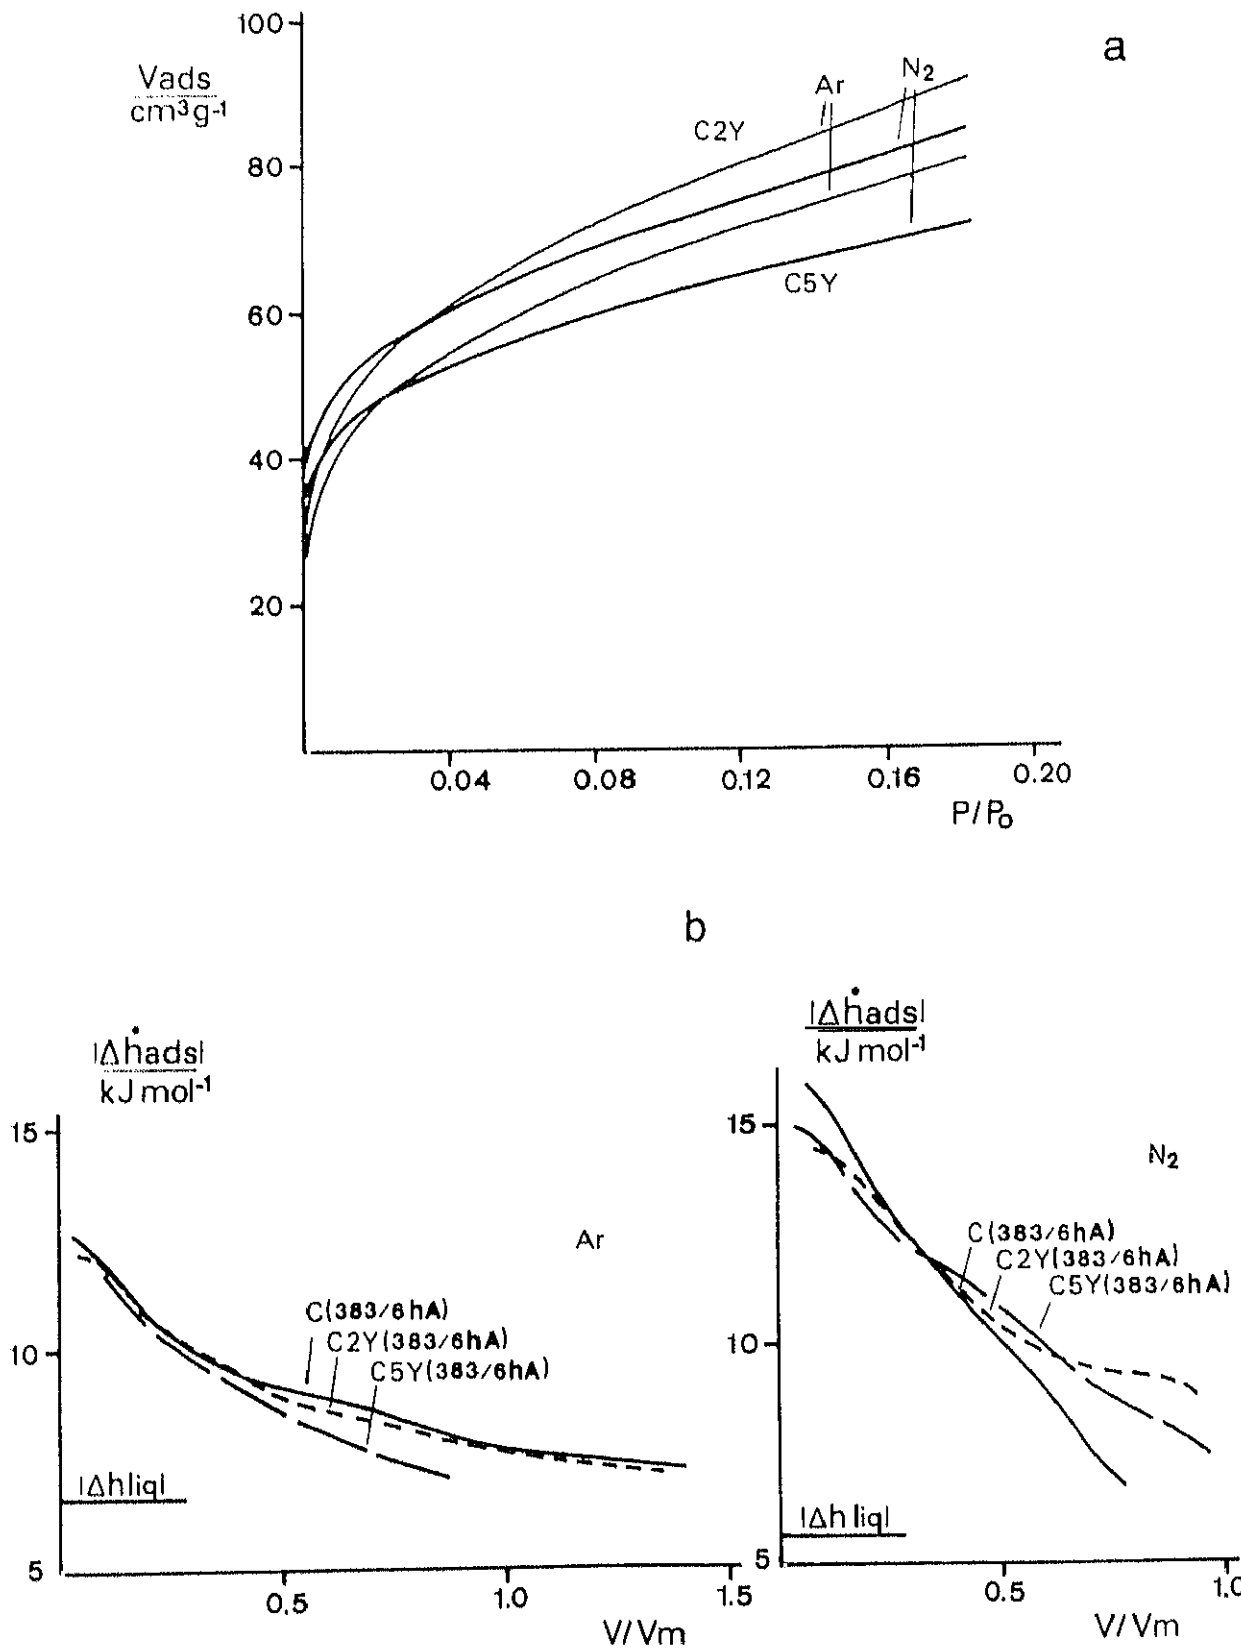 a
100
Vads
cm³g⁻¹
Ar
N₂
C2Y
80
60
C5Y
40
20
0.04
0.08
0.12
0.16
0.20
P/P₀
b
|Δḣads|
kJ mol⁻¹
15
Ar
10
C(383/6hA)
C2Y(383/6hA)
C5Y(383/6hA)
|Δhliq|
5
0.5
1.0
1.5
V/Vm
|Δḣads|
kJ mol⁻¹
15
N₂
C(383/6hA)
C2Y(383/6hA)
C5Y(383/6hA)
10
|Δh liq|
5
0.5
1.0
V/Vm